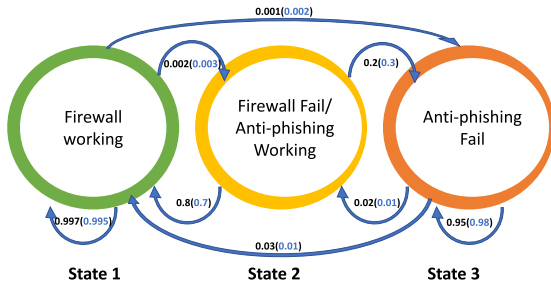 0.001(0.002)
0.002(0.003)
0.2(0.3)
Firewall
working
Firewall Fail/
Anti-phishing
Working
Anti-phishing
Fail
0.997(0.995)
0.8(0.7)
0.02(0.01)
0.95(0.98)
0.03(0.01)
State 1
State 2
State 3